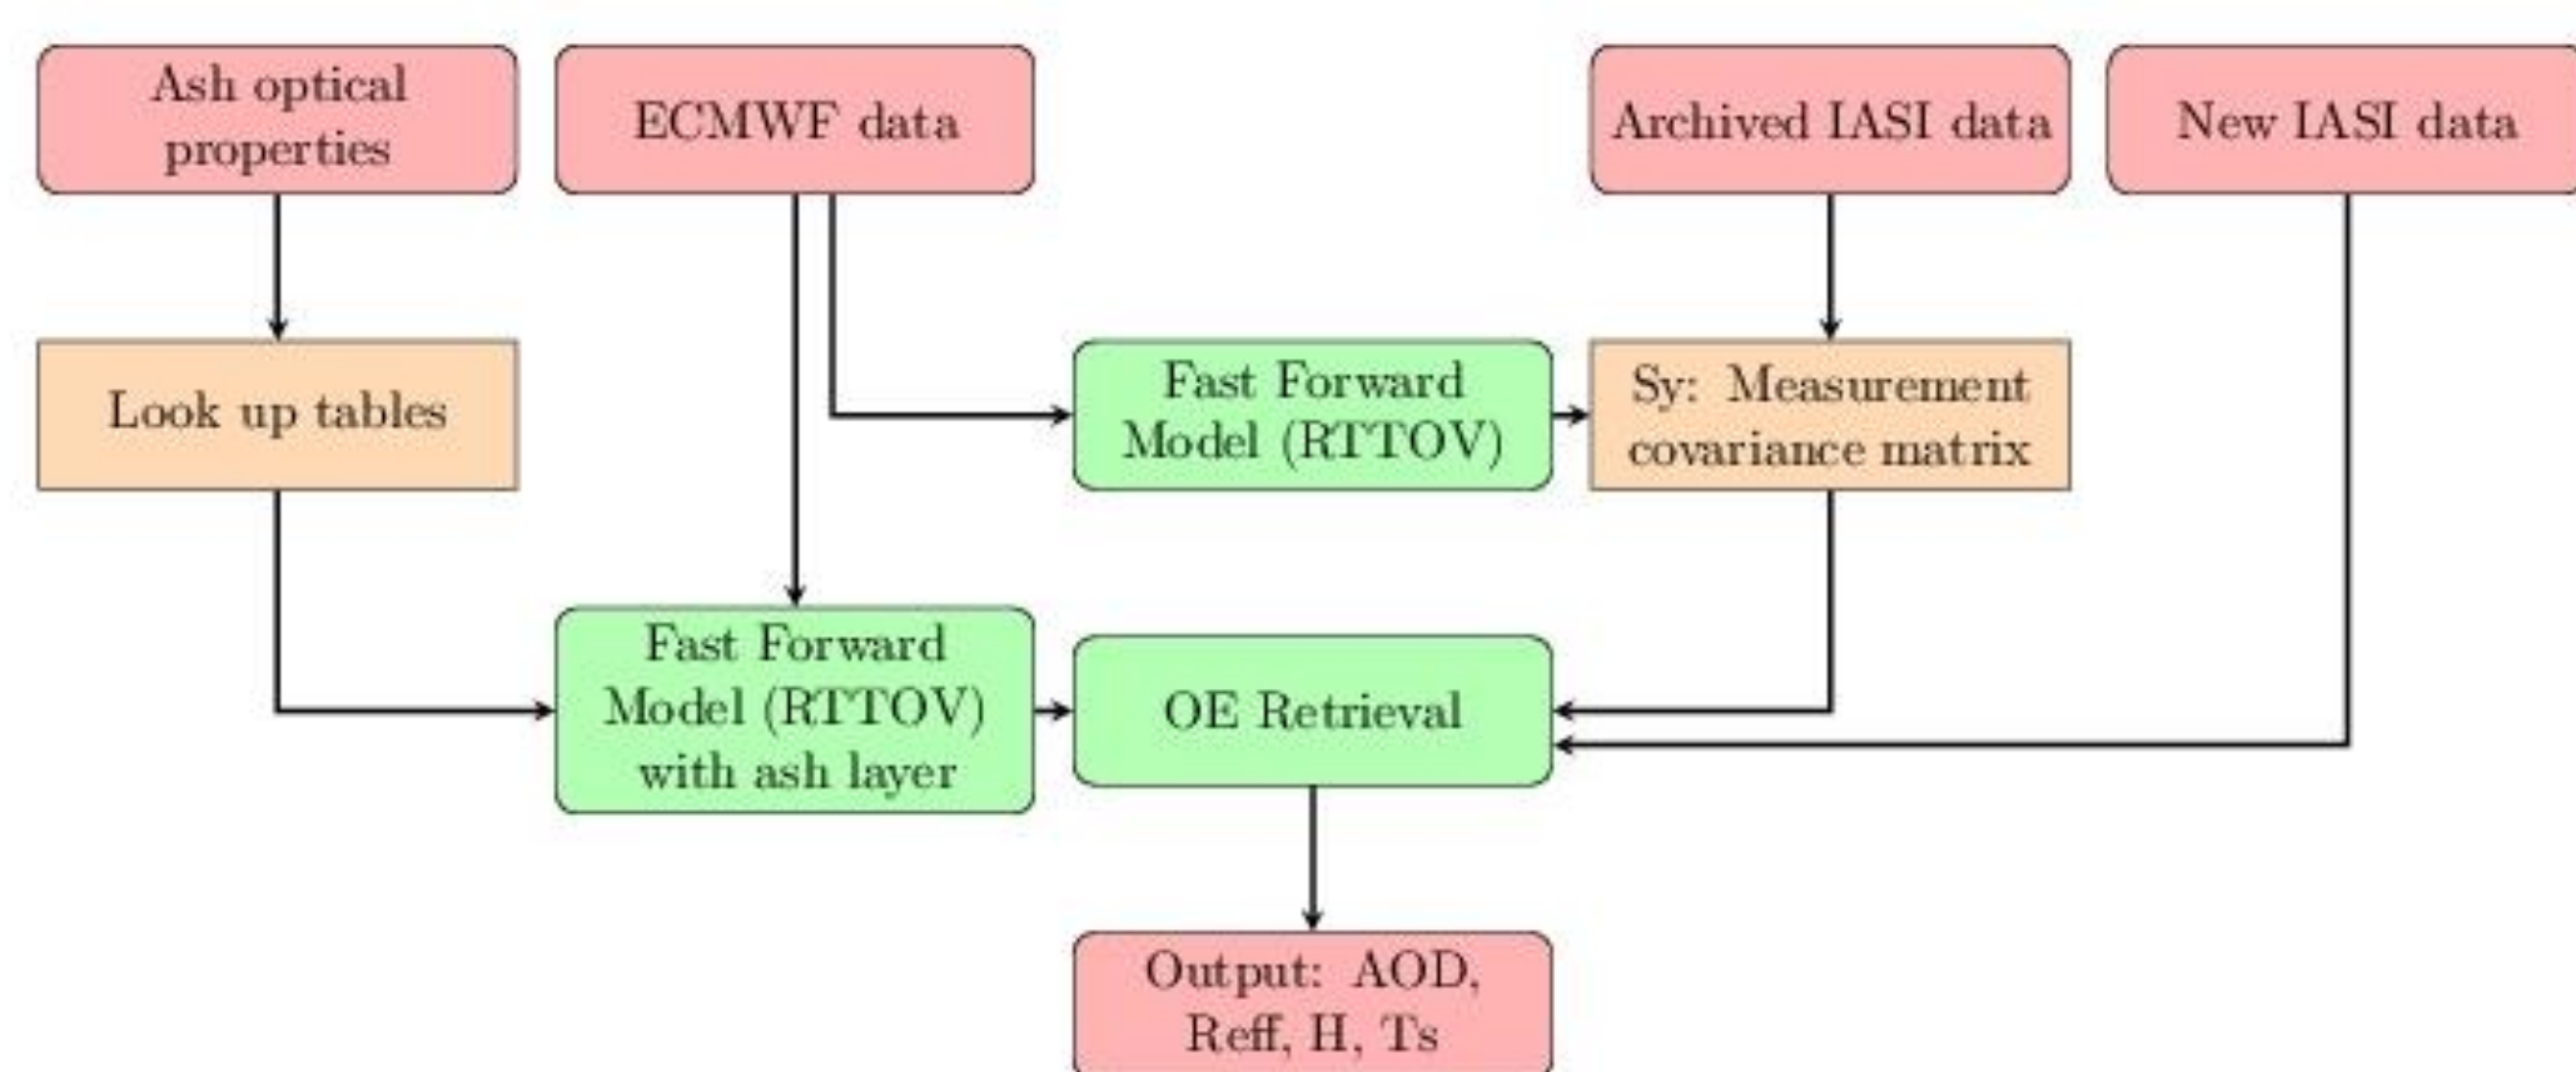 Ash optical
properties
ECMWF data
Archived IASI data
New IASI data
Look up tables
Fast Forward
Model (RTTOV)
Sy: Measurement
covariance matrix
Fast Forward
Model (RTTOV)
with ash layer
OE Retrieval
Output: AOD,
Reff, H, Ts